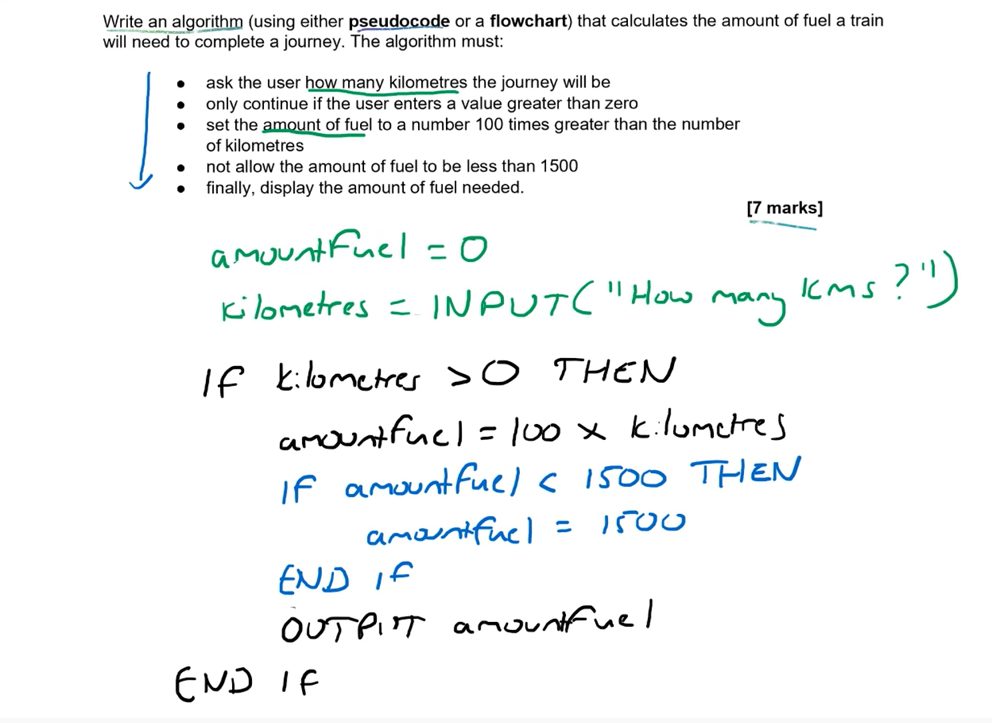 Write an algorithm (using either pseudocode or a flowchart) that calculates the amount of fuel a train
will need to complete a journey. The algorithm must:
• ask the user how many kilometres the journey will be
• only continue if the user enters a value greater than zero
• set the amount of fuel to a number 100 times greater than the number
of kilometres
• not allow the amount of fuel to be less than 1500
• finally, display the amount of fuel needed.
[7 marks]
amountFuel = 0
kilometres = INPUT("How many kms?")
IF kilometres > 0 THEN
amountfuel = 100 x kilometres
IF amountfuel < 1500 THEN
amountfuel = 1500
END IF
OUTPUT amountfuel
END IF